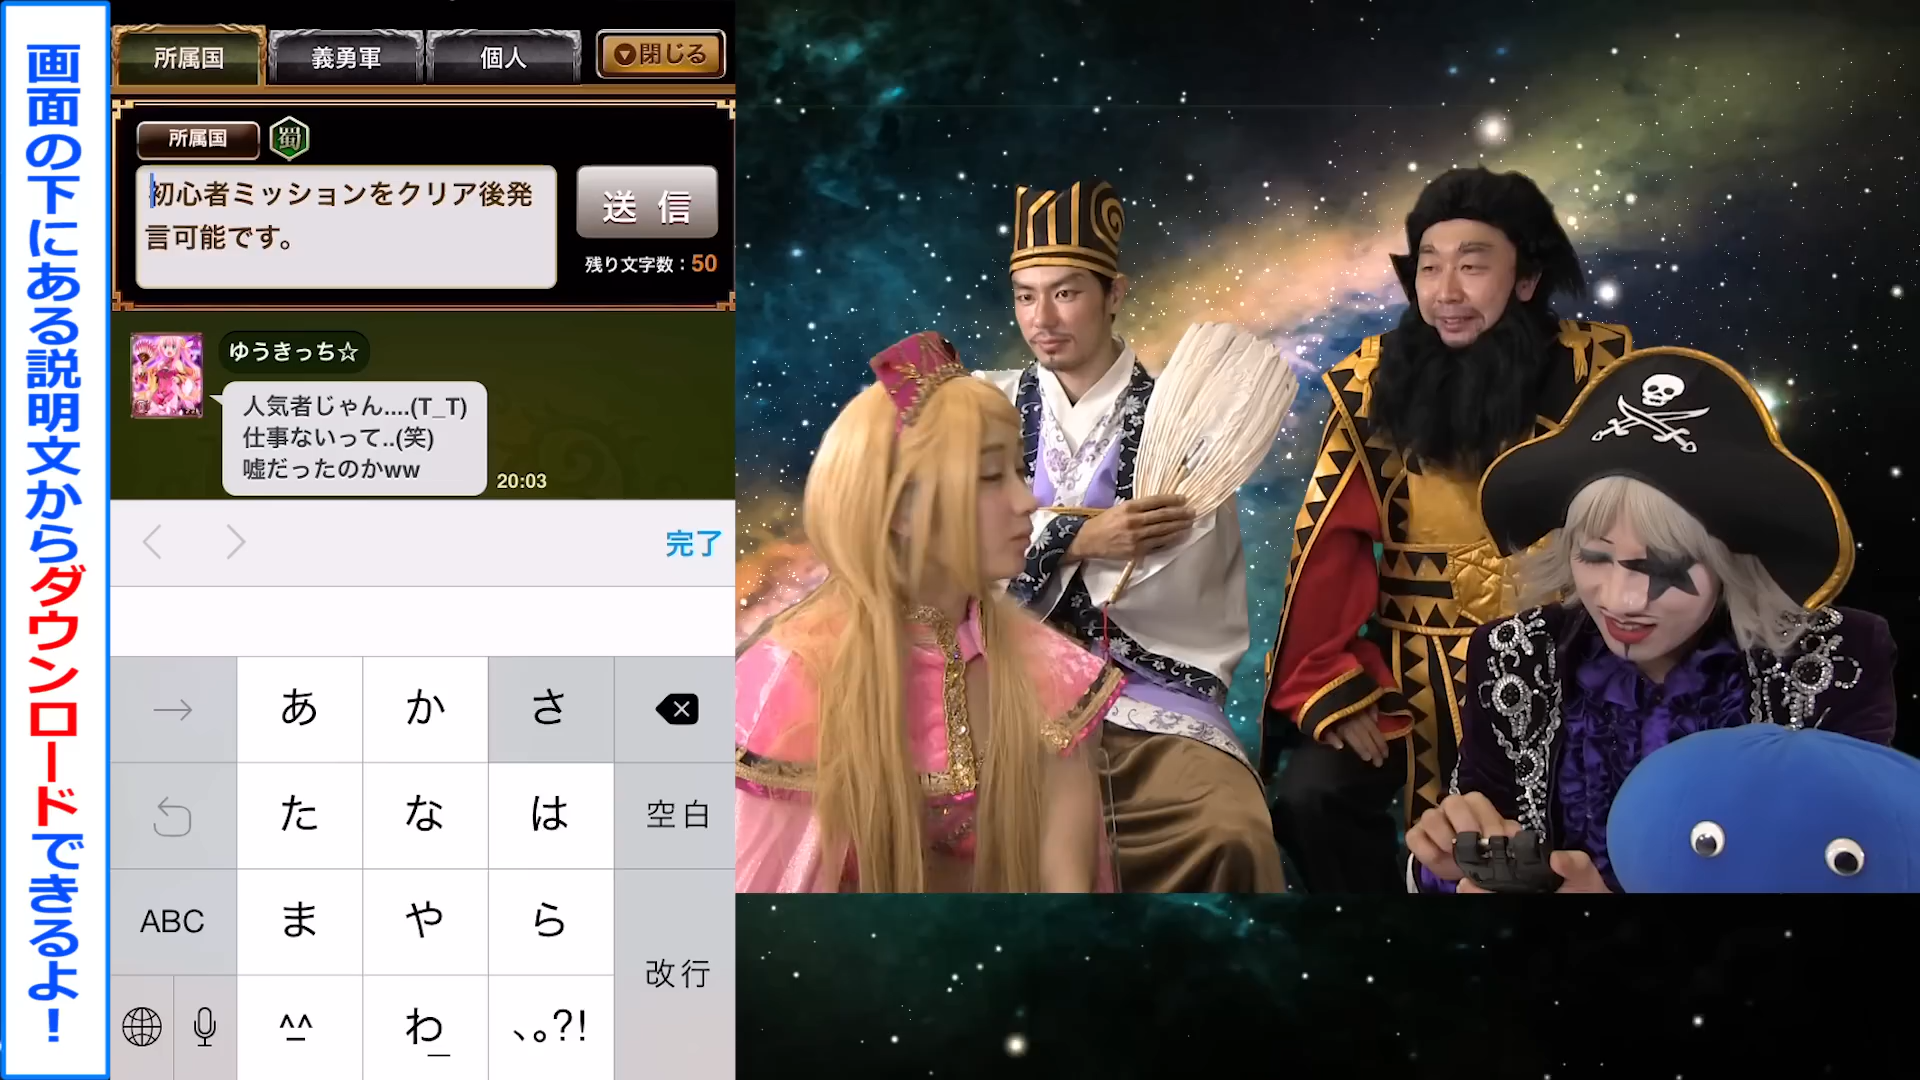 画面の下にある説明文からダウンロードできるよ！
所属国
義勇軍
個人
閉じる
所属国
蜀
初心者ミッションをクリア後発
言可能です。
送信
残り文字数：50
ゆうきっち☆
人気者じゃん....(T_T)
仕事ないって..(笑)
嘘だったのかww
20:03
完了
→
あ
か
さ
た
な
は
空白
ABC
ま
や
ら
改行
^^
わ
、。?!